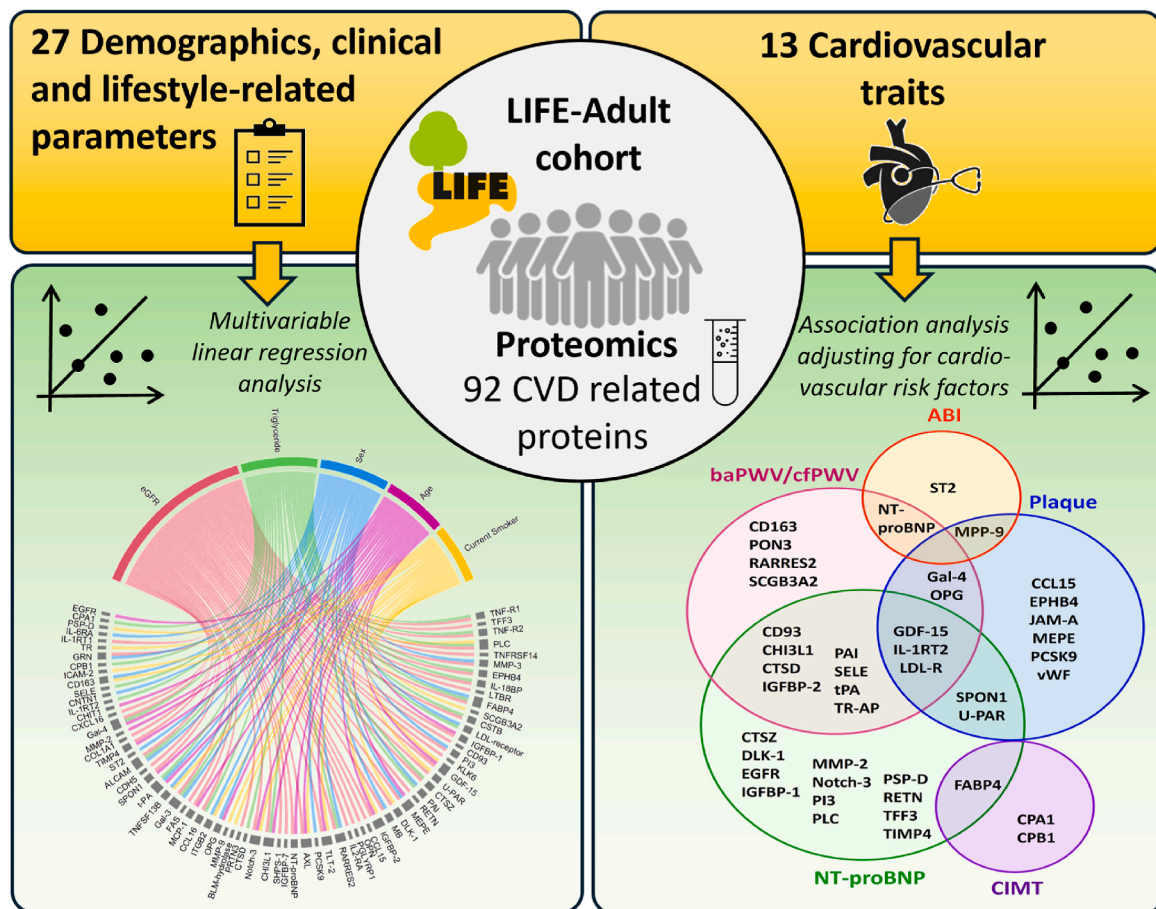 27 Demographics, clinical
and lifestyle-related
parameters
13 Cardiovascular
traits
LIFE-Adult
cohort
LIFE
Proteomics
92 CVD related
proteins
Multivariable
linear regression
analysis
Association analysis
adjusting for cardio-
vascular risk factors
eGFR
Triglyceride
Sex
Age
Current Smoker
EGFR
CPA1
PSP-D
IL-6RA
IL-1RT1
TR
GRN
CPB1
ICAM-2
CD163
SELE
CNTN1
IL-1RT2
CHIT1
CXCL16
Gal-4
MMP-2
COL1A1
TIMP4
ST2
ALCAM
CDH5
SPON1
t-PA
TNFSF13B
Gal-3
FAS
MCP-1
CCL16
ITGB2
OPG
MMP-9
BLM-hydrolase
PRTN3
CTSD
Notch-3
CHI3L1
SHPS-1
IGFBP-7
NT-proBNP
AXL
PCSK9
TLT-2
RARRES2
IL2-RA
PGLYRP1
OPN
CCL15
IGFBP-2
MB
DLK-1
MEPE
RETN
PAI
CTSZ
U-PAR
GDF-15
KLK6
PI3
CD93
IGFBP-1
LDL-receptor
CSTB
SCGB3A2
FABP4
LTBR
IL-18BP
EPHB4
MMP-3
TNFRSF14
PLC
TNF-R2
TFF3
TNF-R1
ABI
baPWV/cfPWV
Plaque
ST2
NT-
proBNP
MPP-9
CD163
PON3
RARRES2
SCGB3A2
Gal-4
OPG
CCL15
EPHB4
JAM-A
MEPE
PCSK9
vWF
GDF-15
IL-1RT2
LDL-R
CD93
CHI3L1
CTSD
IGFBP-2
PAI
SELE
tPA
TR-AP
SPON1
U-PAR
CTSZ
DLK-1
EGFR
IGFBP-1
MMP-2
Notch-3
PI3
PLC
PSP-D
RETN
TFF3
TIMP4
FABP4
CPA1
CPB1
NT-proBNP
CIMT